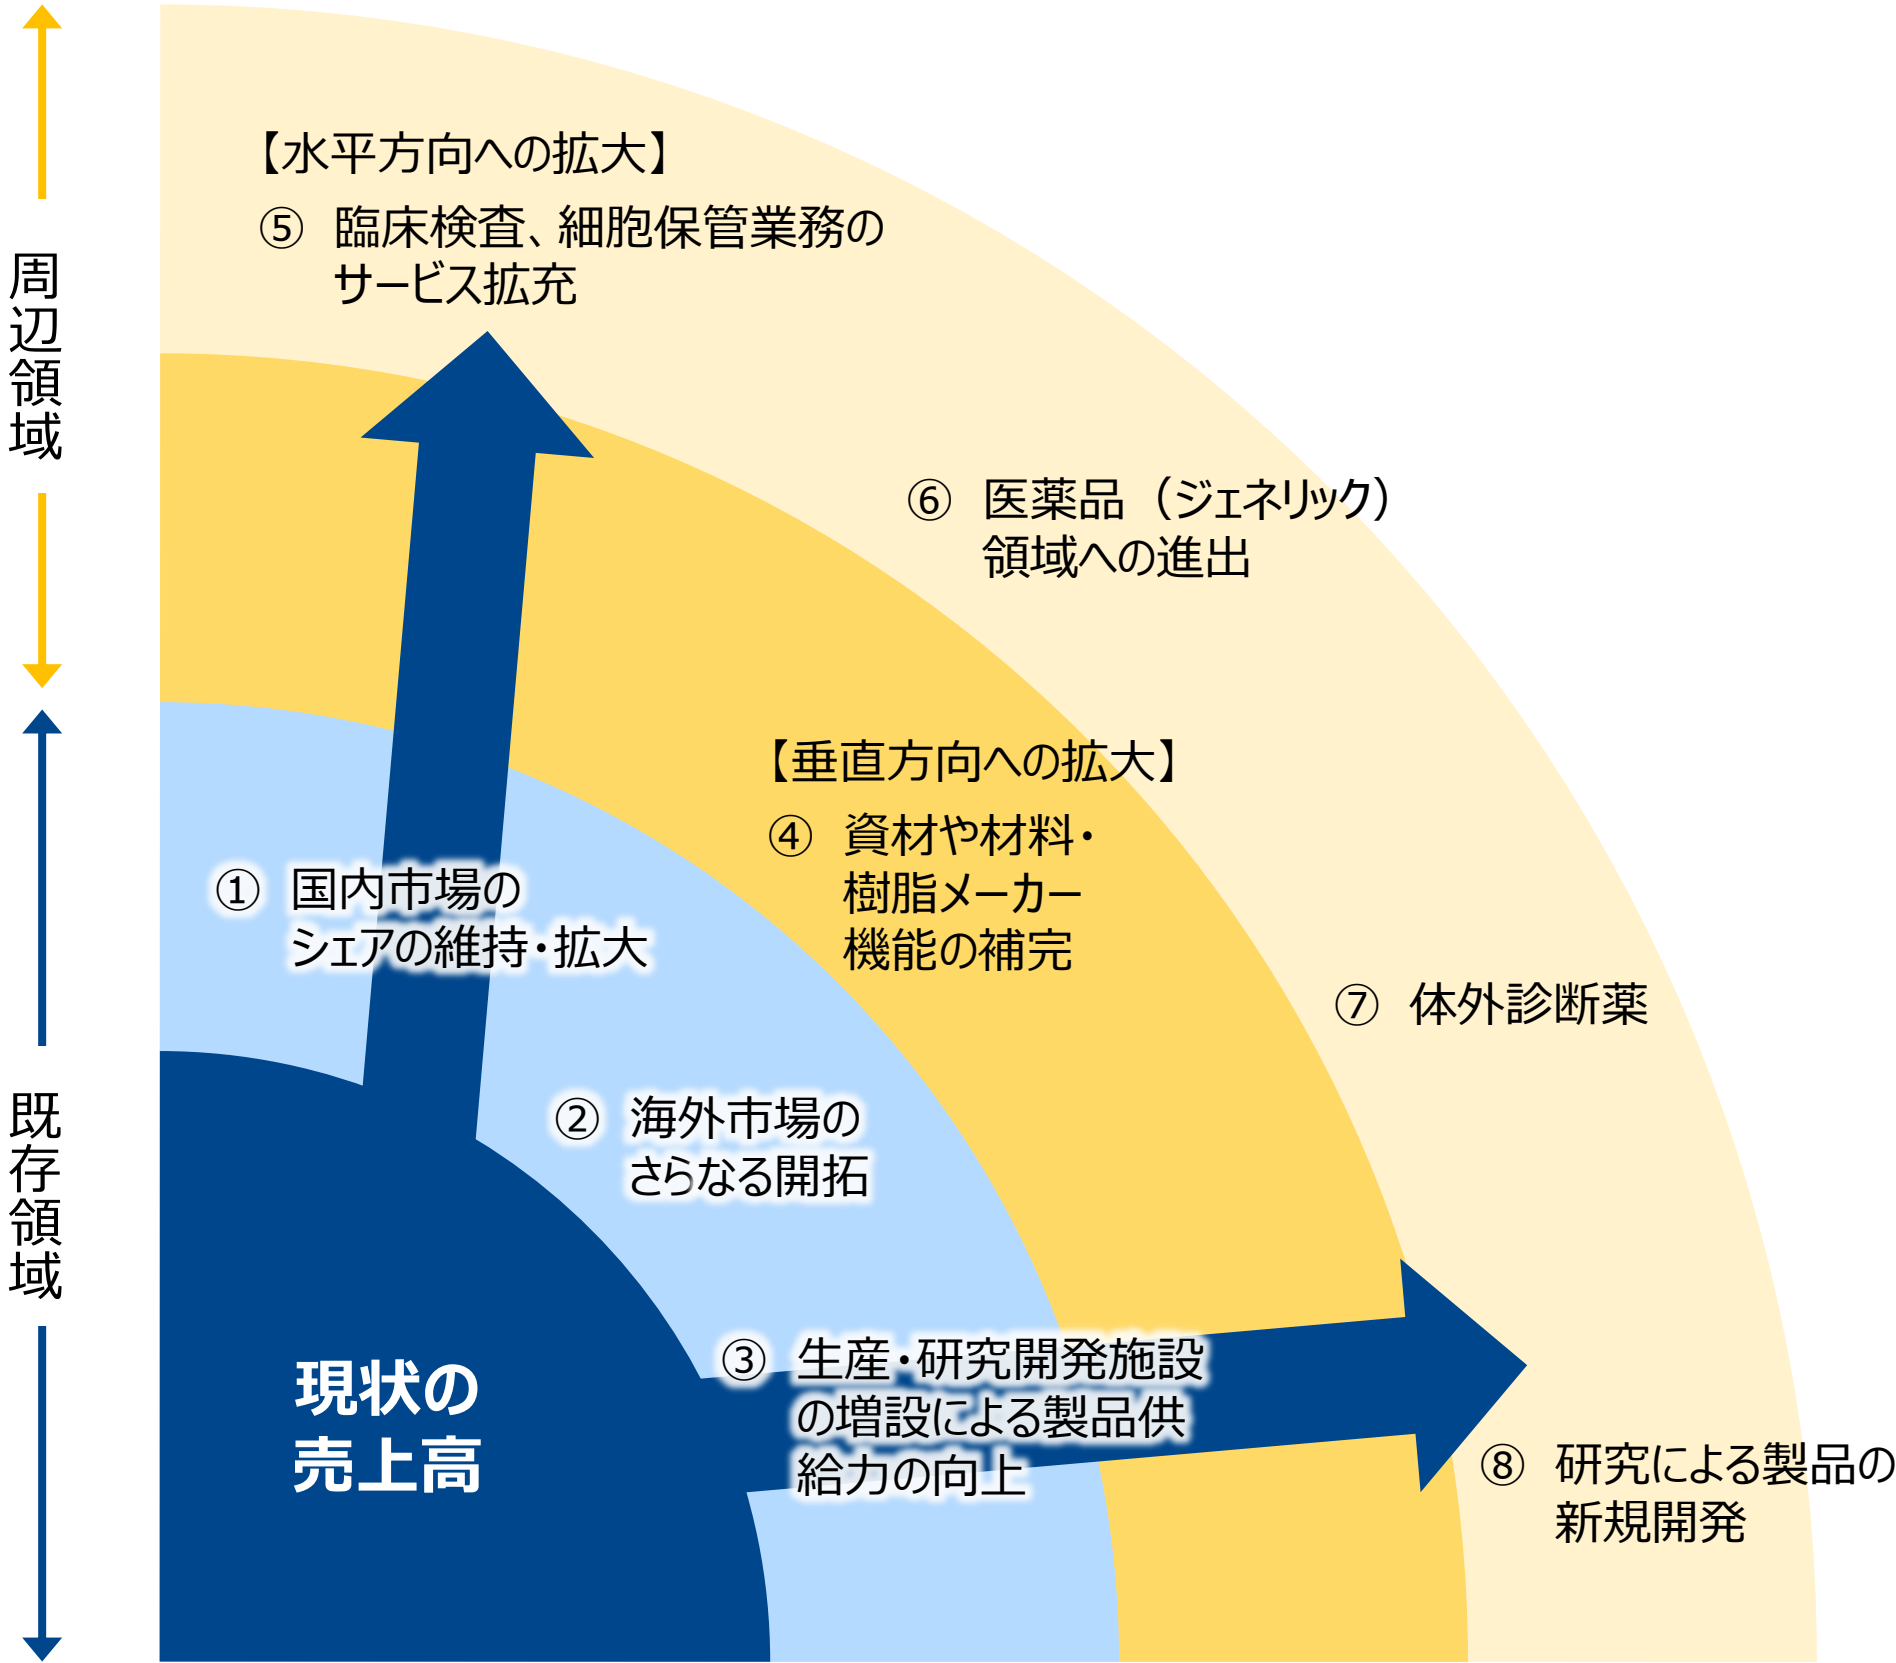 周辺領域
既存領域
【水平方向への拡大】
⑤ 臨床検査、細胞保管業務の
サービス拡充
⑥ 医薬品（ジェネリック）
領域への進出
【垂直方向への拡大】
④ 資材や材料・
樹脂メーカー
機能の補完
① 国内市場の
シェアの維持・拡大
⑦ 体外診断薬
② 海外市場の
さらなる開拓
③ 生産・研究開発施設
の増設による製品供
給力の向上
現状の
売上高
⑧ 研究による製品の
新規開発